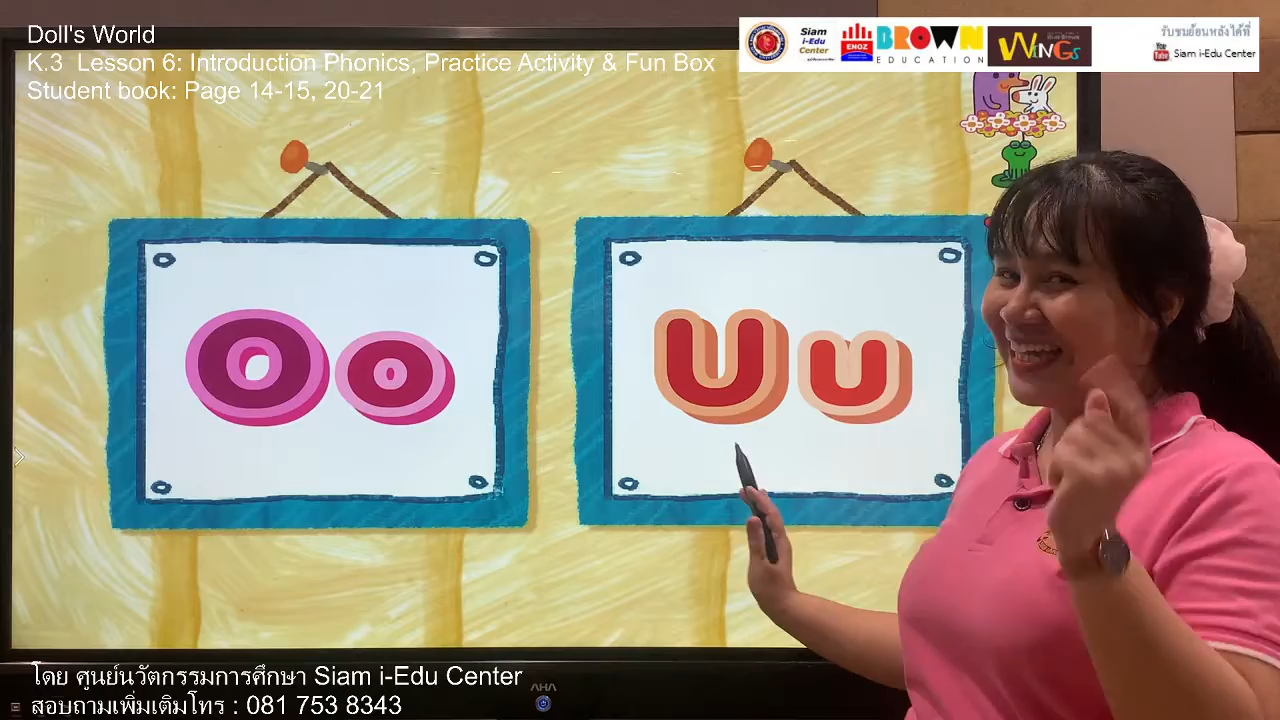 Doll's World
K.3 Lesson 6: Introduction Phonics, Practice Activity & Fun Box
Student book: Page 14-15, 20-21
Siam
i-Edu
Center
ENOZ
BROWN
EDUCATION
WiNGs
รับชมย้อนหลังได้ที่
You Tube Siam i-Edu Center
O o
U u
โดย ศูนย์นวัตกรรมการศึกษา Siam i-Edu Center
สอบถามเพิ่มเติมโทร : 081 753 8343
AHA